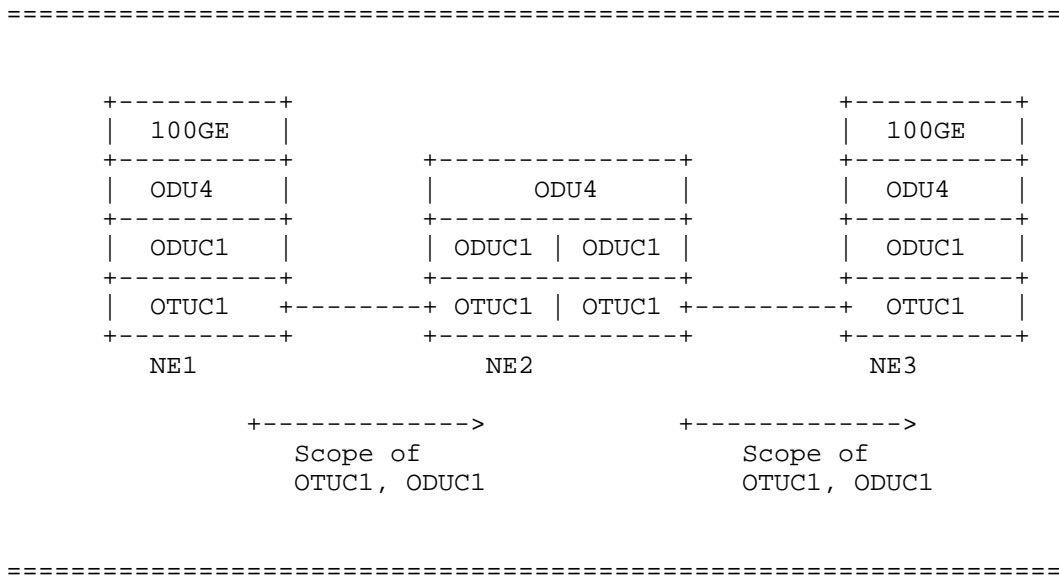 100GE 100GE
ODU4 ODU4 ODU4
ODUC1 ODUC1 ODUC1 ODUC1
OTUC1 OTUC1 OTUC1 OTUC1
NE1 NE2 NE3
Scope of Scope of
OTUC1, ODUC1 OTUC1, ODUC1